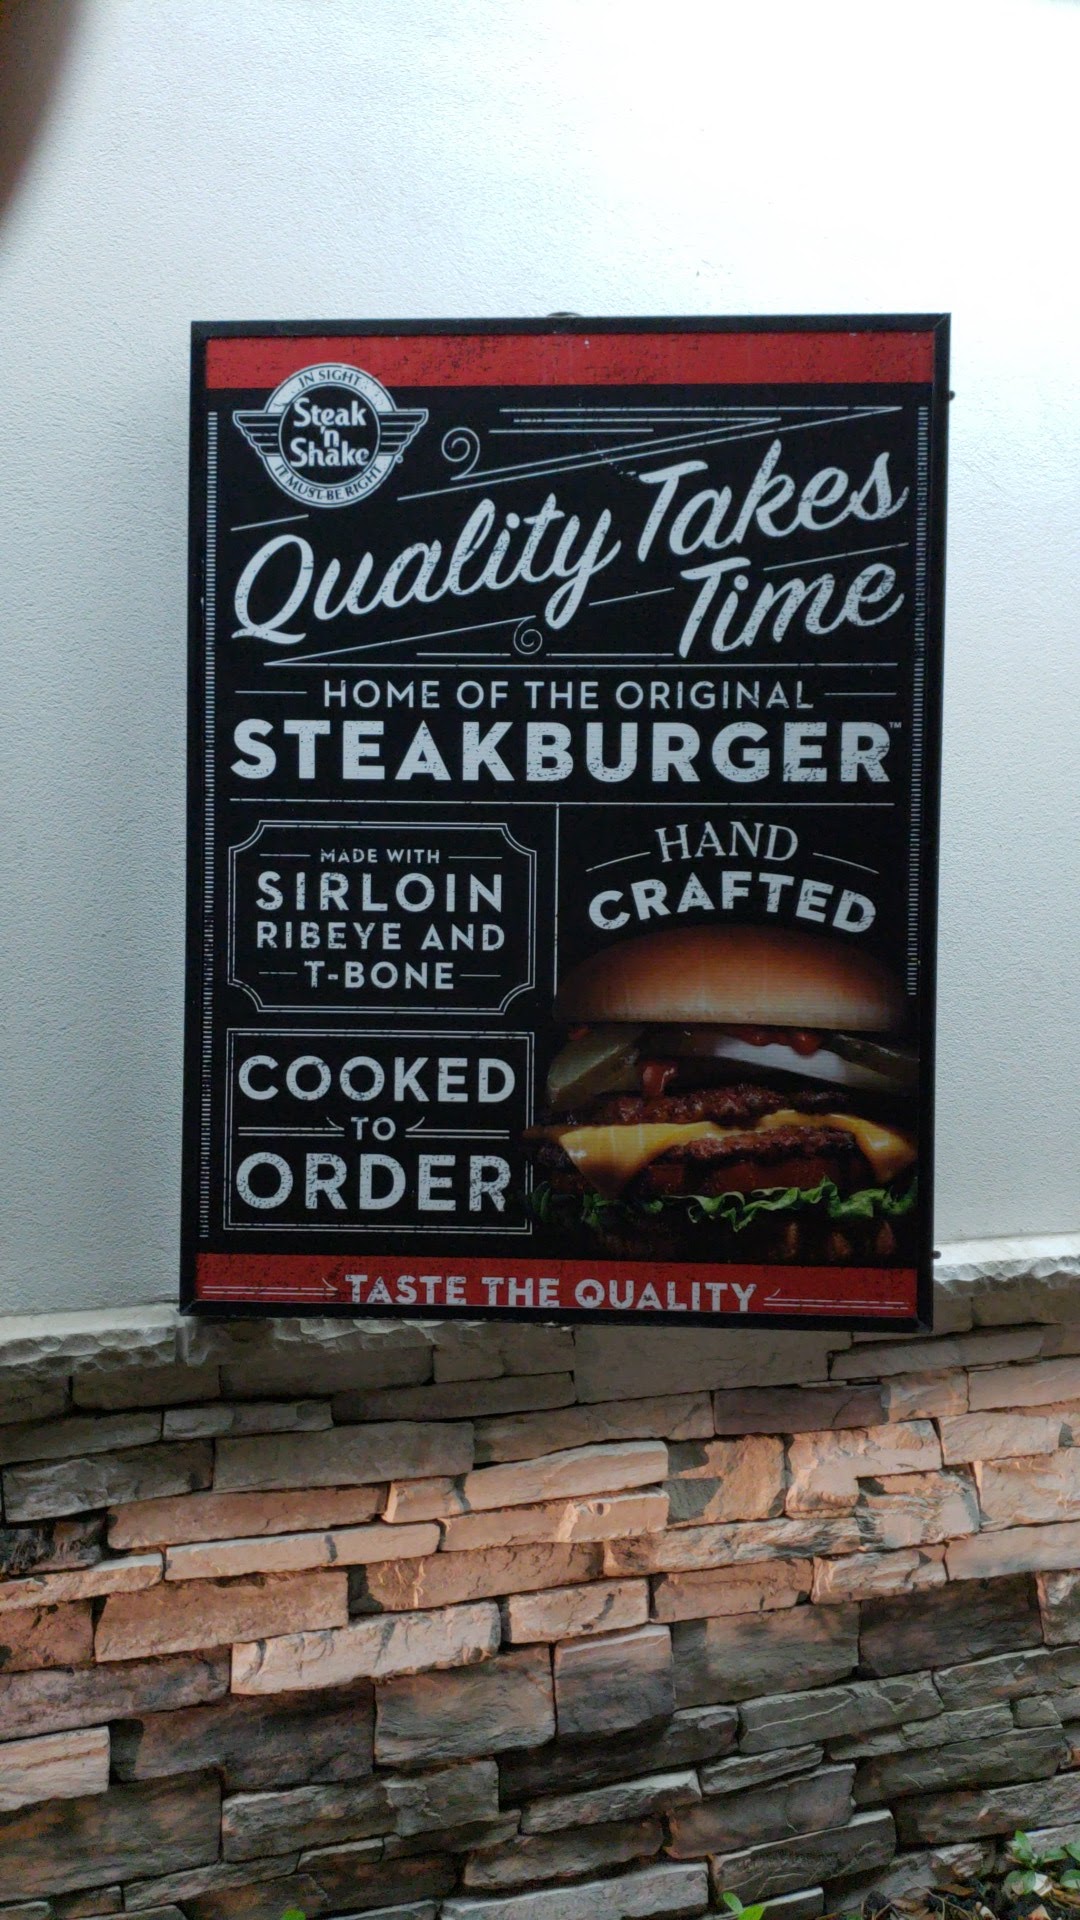 IN SIGHT
Steak
'n
Shake
IT MUST BE RIGHT
Quality Takes
Time
HOME OF THE ORIGINAL
STEAKBURGER™
MADE WITH
SIRLOIN
RIBEYE AND
T-BONE
HAND
CRAFTED
COOKED
TO
ORDER
TASTE THE QUALITY